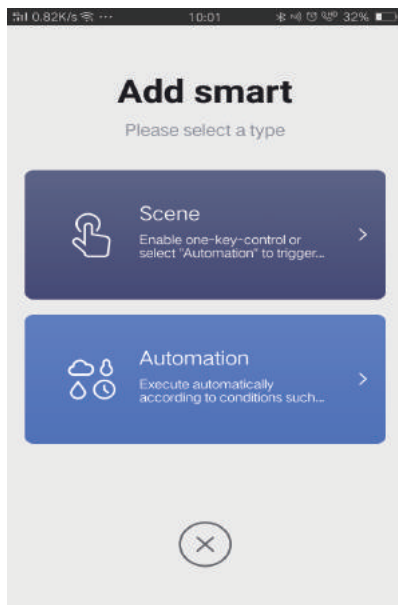 0.82K/s ... 10:01 32%
Add smart
Please select a type
Scene
Enable one-key-control or
select "Automation" to trigger...
Automation
Execute automatically
according to conditions such...